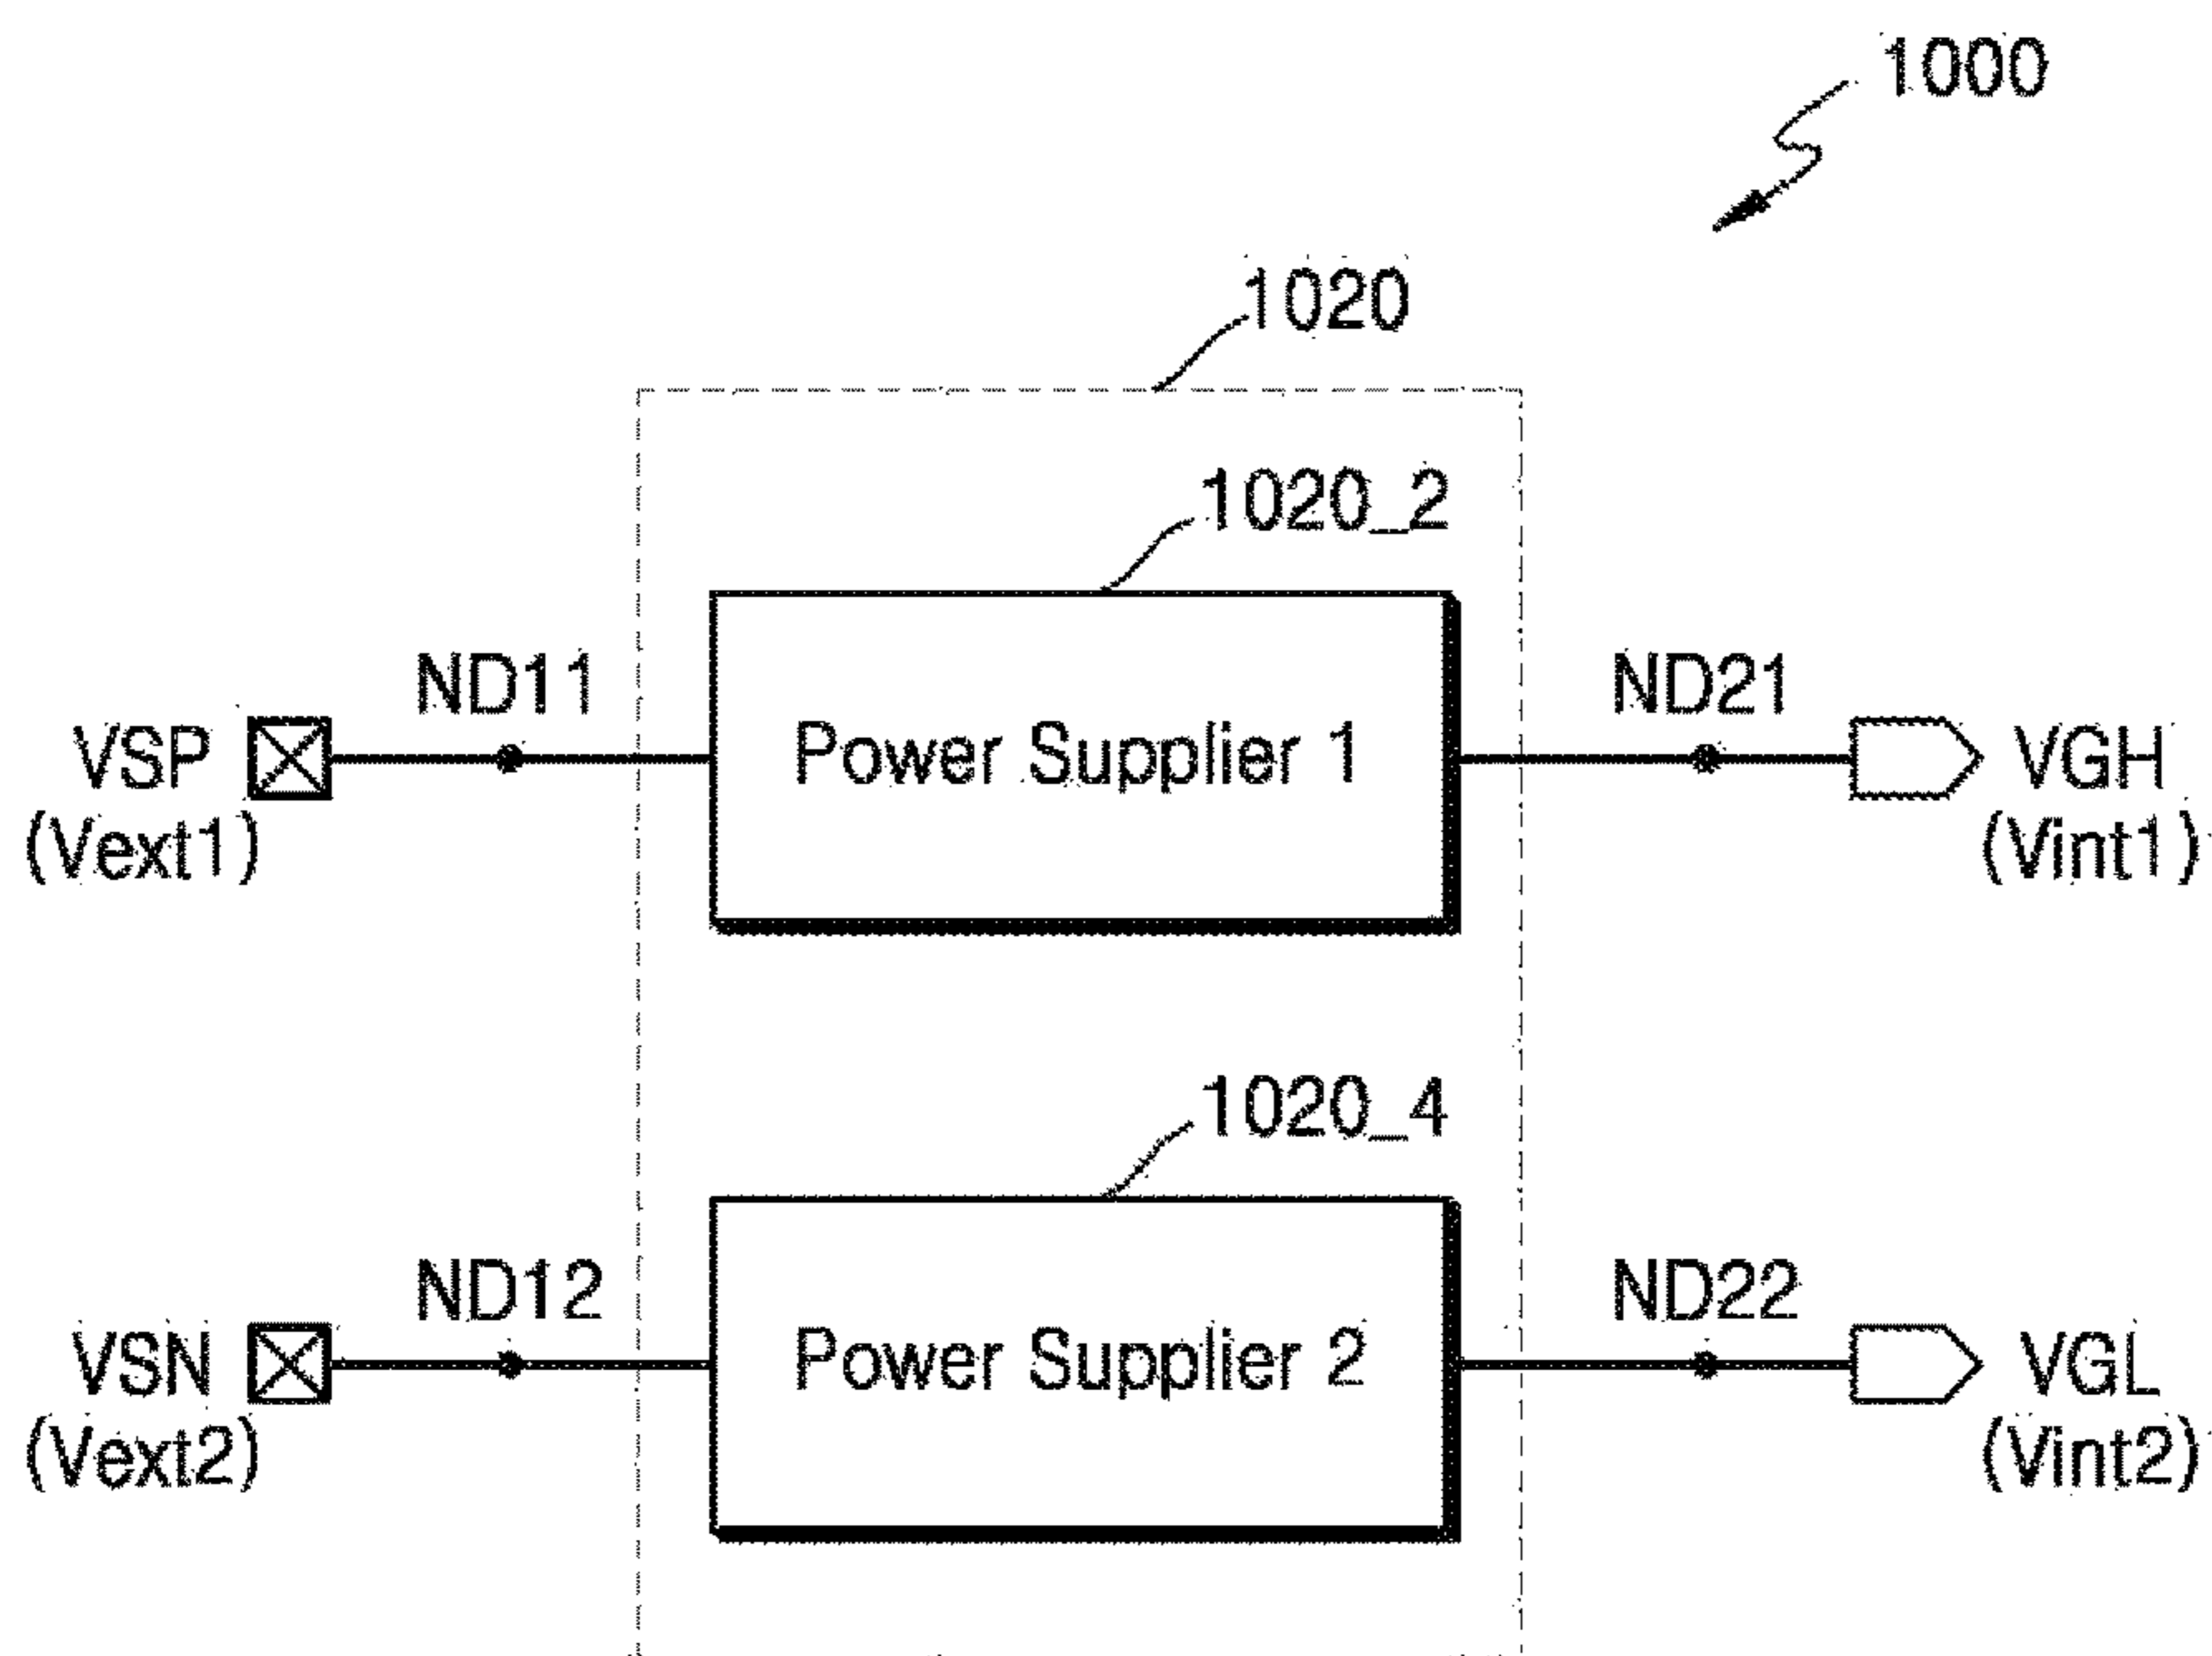 1000
1020
1020_2
ND11
ND21
VSP
Power Supplier 1
VGH
(Vext1)
(Vint1)
1020_4
ND12
ND22
VSN
Power Supplier 2
VGL
(Vext2)
(Vint2)